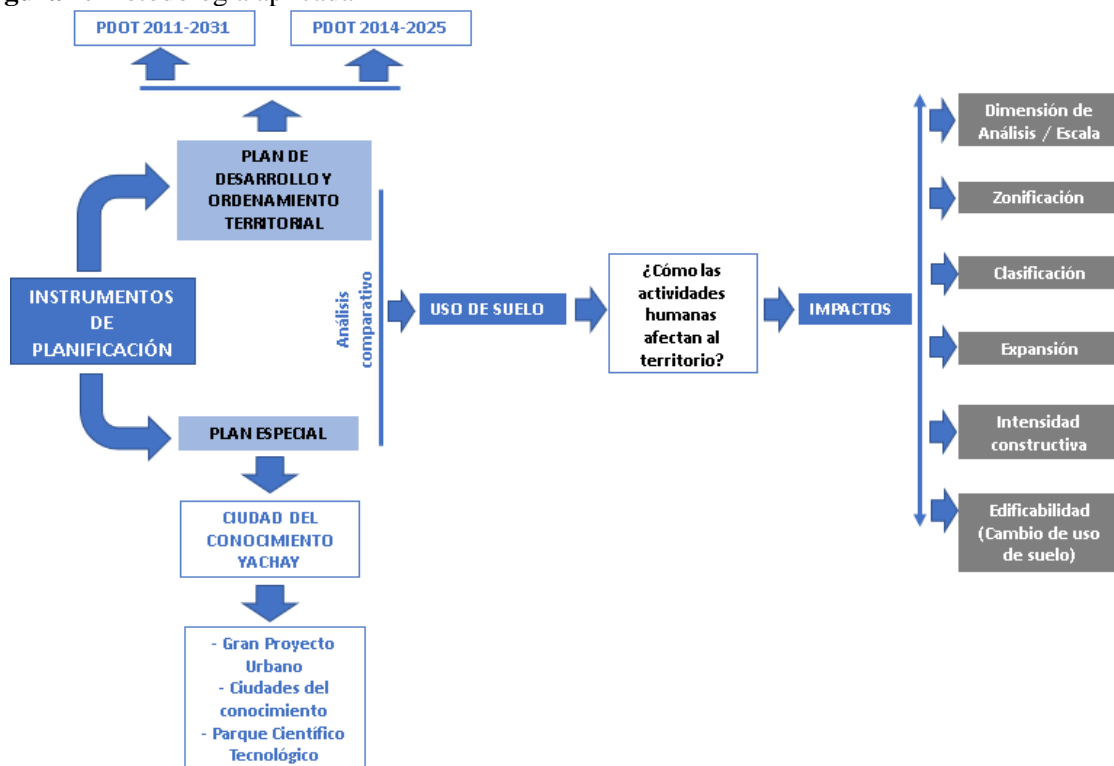 PDOT 2011-2031
PDOT 2014-2025
PLAN DE
DESARROLLO Y
ORDENAMIENTO
TERRITORIAL
INSTRUMENTOS
DE
PLANIFICACIÓN
PLAN ESPECIAL
CIUDAD DEL
CONOCIMIENTO
YACHAY
- Gran Proyecto
Urbano
- Ciudades del
conocimiento
- Parque Científico
Tecnológico
Análisis
comparativo
USO DE SUELO
¿Cómo las
actividades
humanas
afectan al
territorio?
IMPACTOS
Dimensión de
Análisis / Escala
Zonificación
Clasificación
Expansión
Intensidad
constructiva
Edificabilidad
(Cambio de uso
de suelo)